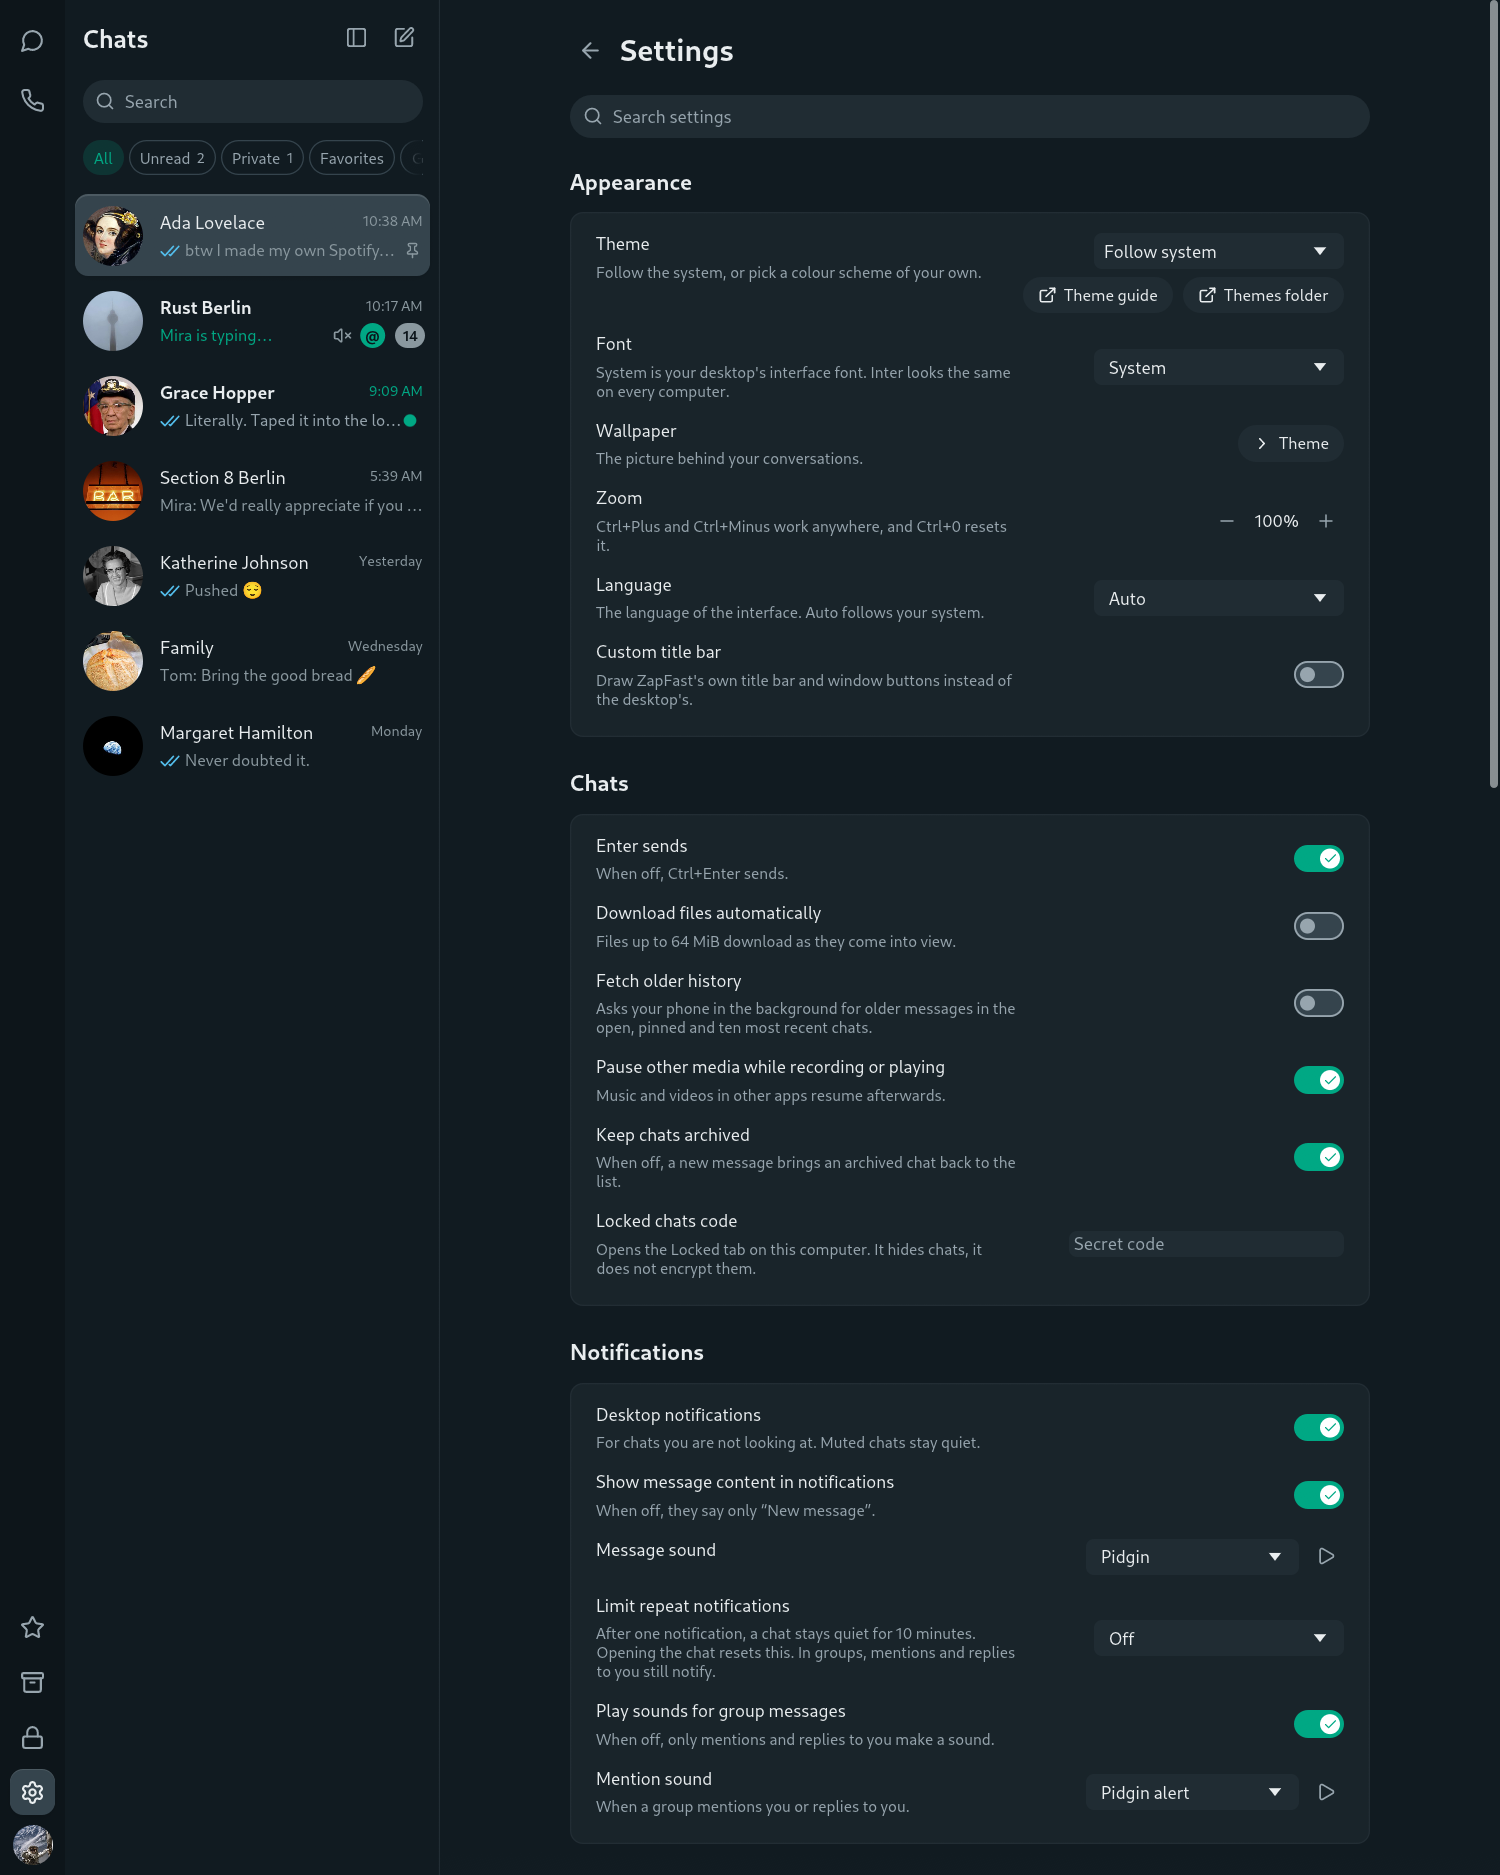 Chats
Search
All
Unread 2
Private 1
Favorites
Ada Lovelace
10:38 AM
btw I made my own Spotify…
Rust Berlin
10:17 AM
Mira is typing…
@
14
Grace Hopper
9:09 AM
Literally. Taped it into the lo…
Section 8 Berlin
5:39 AM
BAR
Mira: We'd really appreciate if you …
Katherine Johnson
Yesterday
Pushed 😌
Family
Wednesday
Tom: Bring the good bread 🥖
Margaret Hamilton
Monday
Never doubted it.
Settings
Search settings
Appearance
Theme
Follow the system, or pick a colour scheme of your own.
Follow system
Theme guide
Themes folder
Font
System is your desktop's interface font. Inter looks the same
on every computer.
System
Wallpaper
The picture behind your conversations.
Theme
Zoom
Ctrl+Plus and Ctrl+Minus work anywhere, and Ctrl+0 resets
it.
100%
Language
The language of the interface. Auto follows your system.
Auto
Custom title bar
Draw ZapFast's own title bar and window buttons instead of
the desktop's.
Chats
Enter sends
When off, Ctrl+Enter sends.
Download files automatically
Files up to 64 MiB download as they come into view.
Fetch older history
Asks your phone in the background for older messages in the
open, pinned and ten most recent chats.
Pause other media while recording or playing
Music and videos in other apps resume afterwards.
Keep chats archived
When off, a new message brings an archived chat back to the
list.
Locked chats code
Opens the Locked tab on this computer. It hides chats, it
does not encrypt them.
Secret code
Notifications
Desktop notifications
For chats you are not looking at. Muted chats stay quiet.
Show message content in notifications
When off, they say only “New message”.
Message sound
Pidgin
Limit repeat notifications
After one notification, a chat stays quiet for 10 minutes.
Opening the chat resets this. In groups, mentions and replies
to you still notify.
Off
Play sounds for group messages
When off, only mentions and replies to you make a sound.
Mention sound
When a group mentions you or replies to you.
Pidgin alert